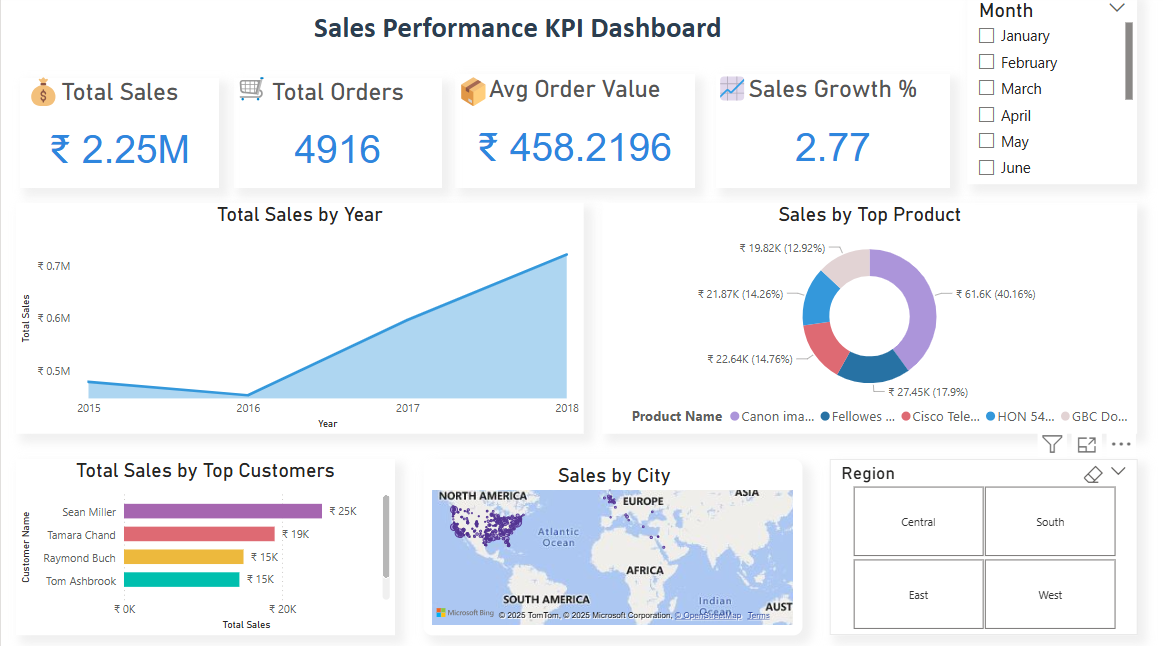 Sales Performance KPI Dashboard
Month
January
February
March
April
May
June
Total Sales
₹ 2.25M
Total Orders
4916
Avg Order Value
₹ 458.2196
Sales Growth %
2.77
Total Sales by Year
Total Sales
₹ 0.7M
₹ 0.6M
₹ 0.5M
2015 2016 2017 2018
Year
Sales by Top Product
₹ 19.82K (12.92%)
₹ 21.87K (14.26%)
₹ 61.6K (40.16%)
₹ 22.64K (14.76%)
₹ 27.45K (17.9%)
Product Name Canon ima... Fellowes ... Cisco Tele... HON 54... GBC Do...
Total Sales by Top Customers
Customer Name
Sean Miller ₹ 25K
Tamara Chand ₹ 19K
Raymond Buch ₹ 15K
Tom Ashbrook ₹ 15K
₹ 0K ₹ 20K
Total Sales
Sales by City
NORTH AMERICA
EUROPE
ASIA
Atlantic
Ocean
AFRICA
SOUTH AMERICA
Indian
Ocean
AUST
Microsoft Bing
© 2025 TomTom, © 2025 Microsoft Corporation, © OpenStreetMap Terms
Region
Central South
East West